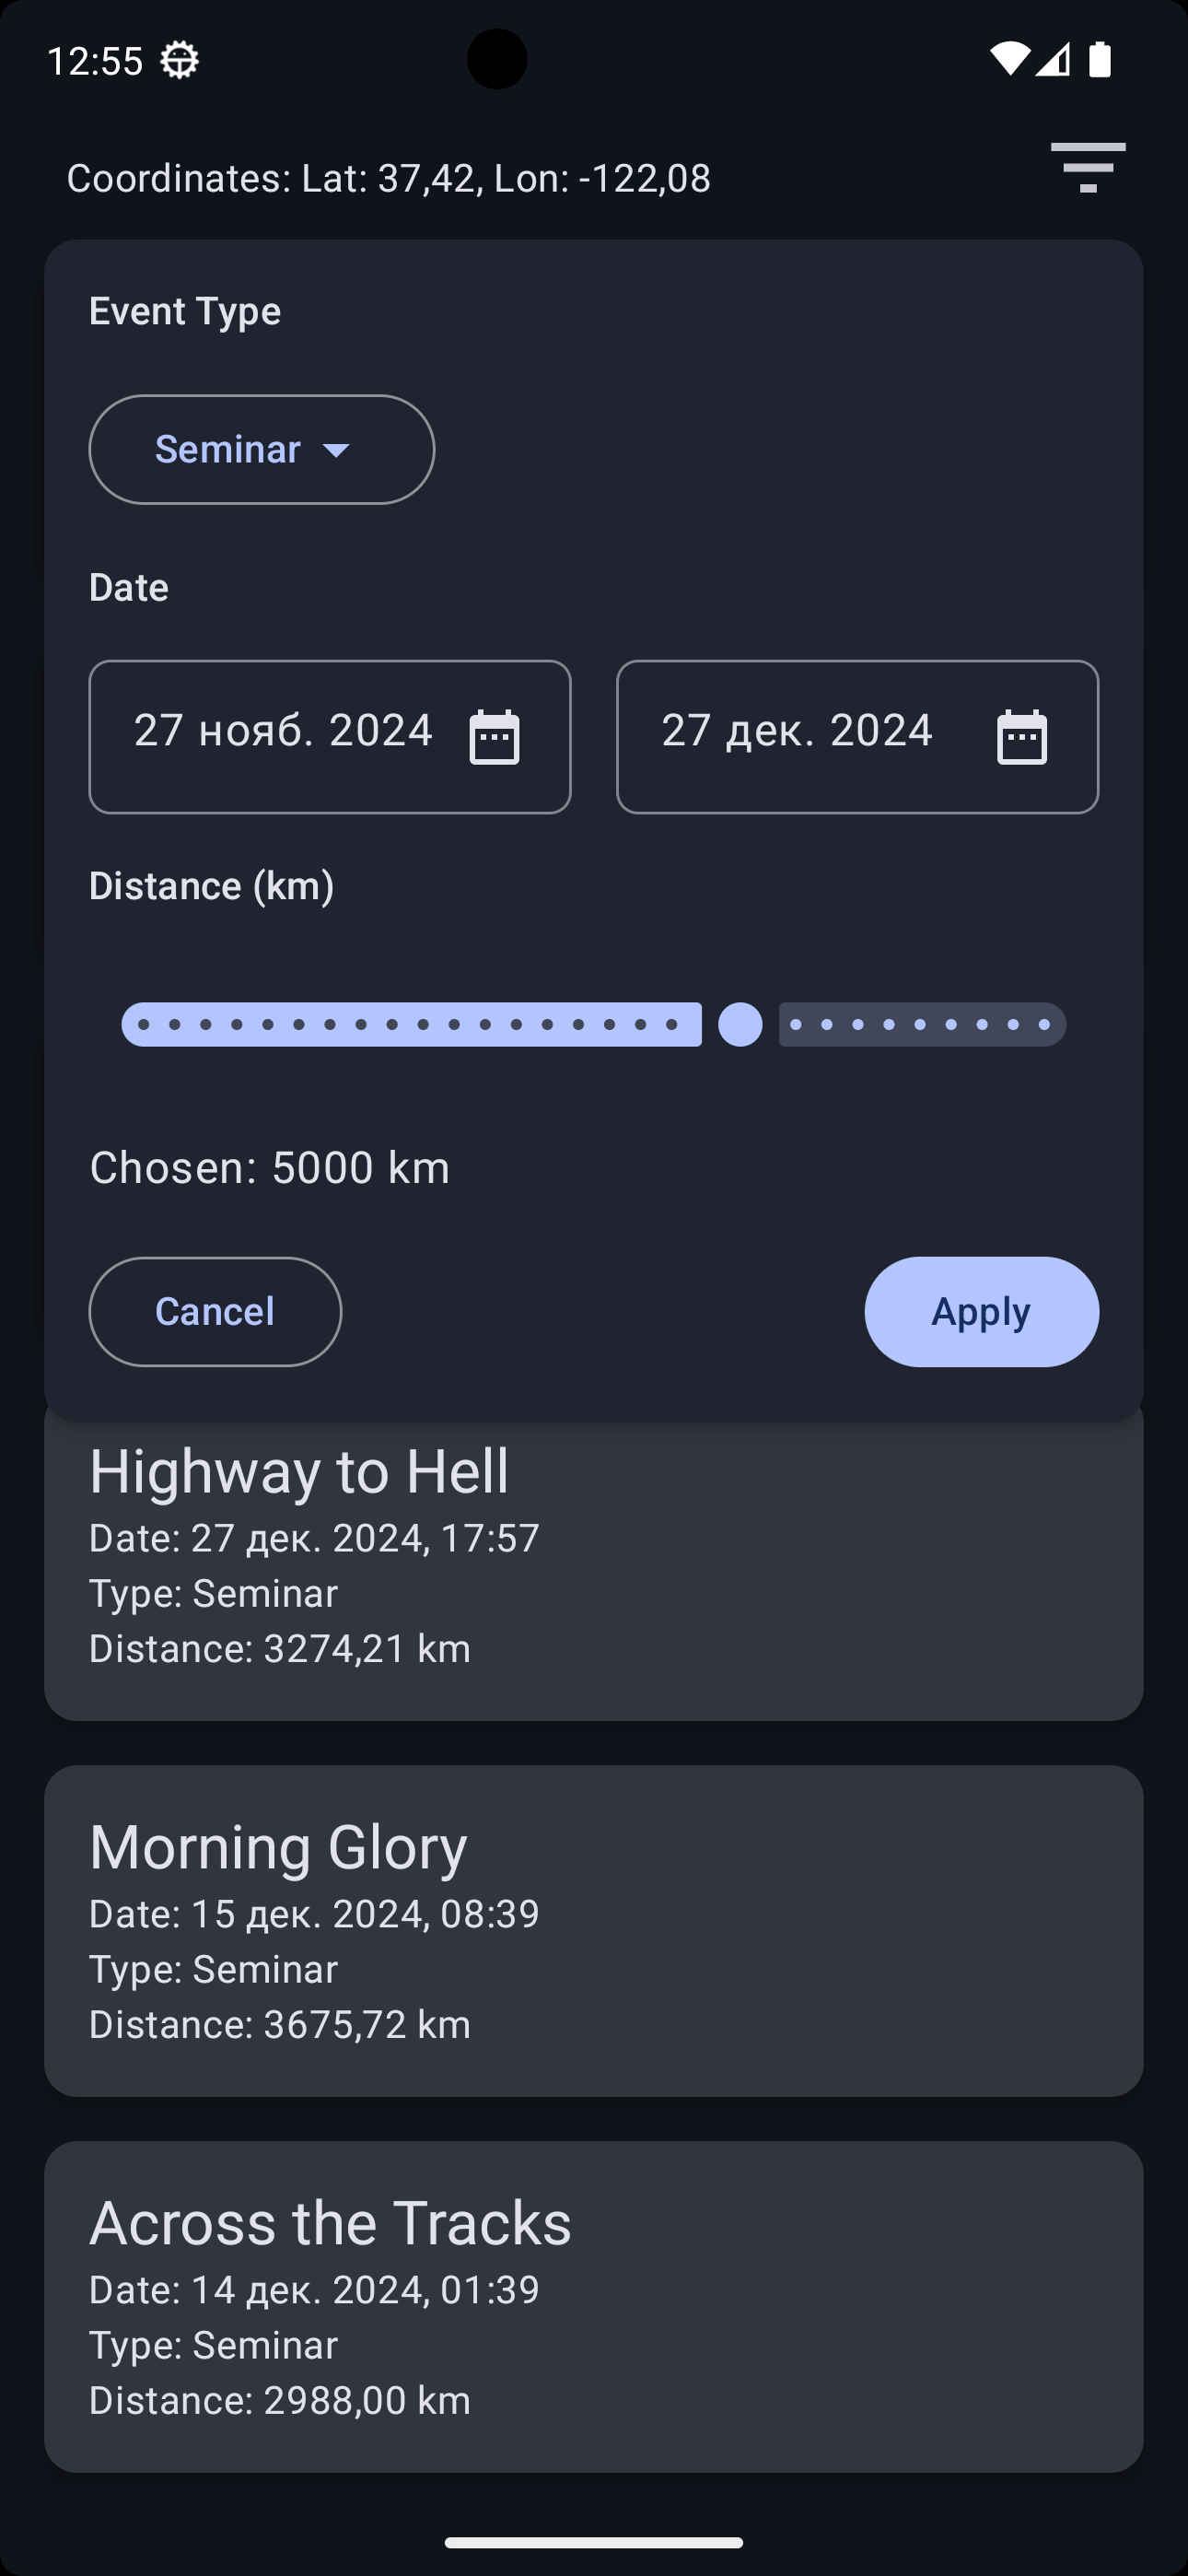 12:55
Coordinates: Lat: 37,42, Lon: -122,08
Event Type
Seminar
Date
27 нояб. 2024
27 дек. 2024
Distance (km)
Chosen: 5000 km
Cancel
Apply
Highway to Hell
Date: 27 дек. 2024, 17:57
Type: Seminar
Distance: 3274,21 km
Morning Glory
Date: 15 дек. 2024, 08:39
Type: Seminar
Distance: 3675,72 km
Across the Tracks
Date: 14 дек. 2024, 01:39
Type: Seminar
Distance: 2988,00 km